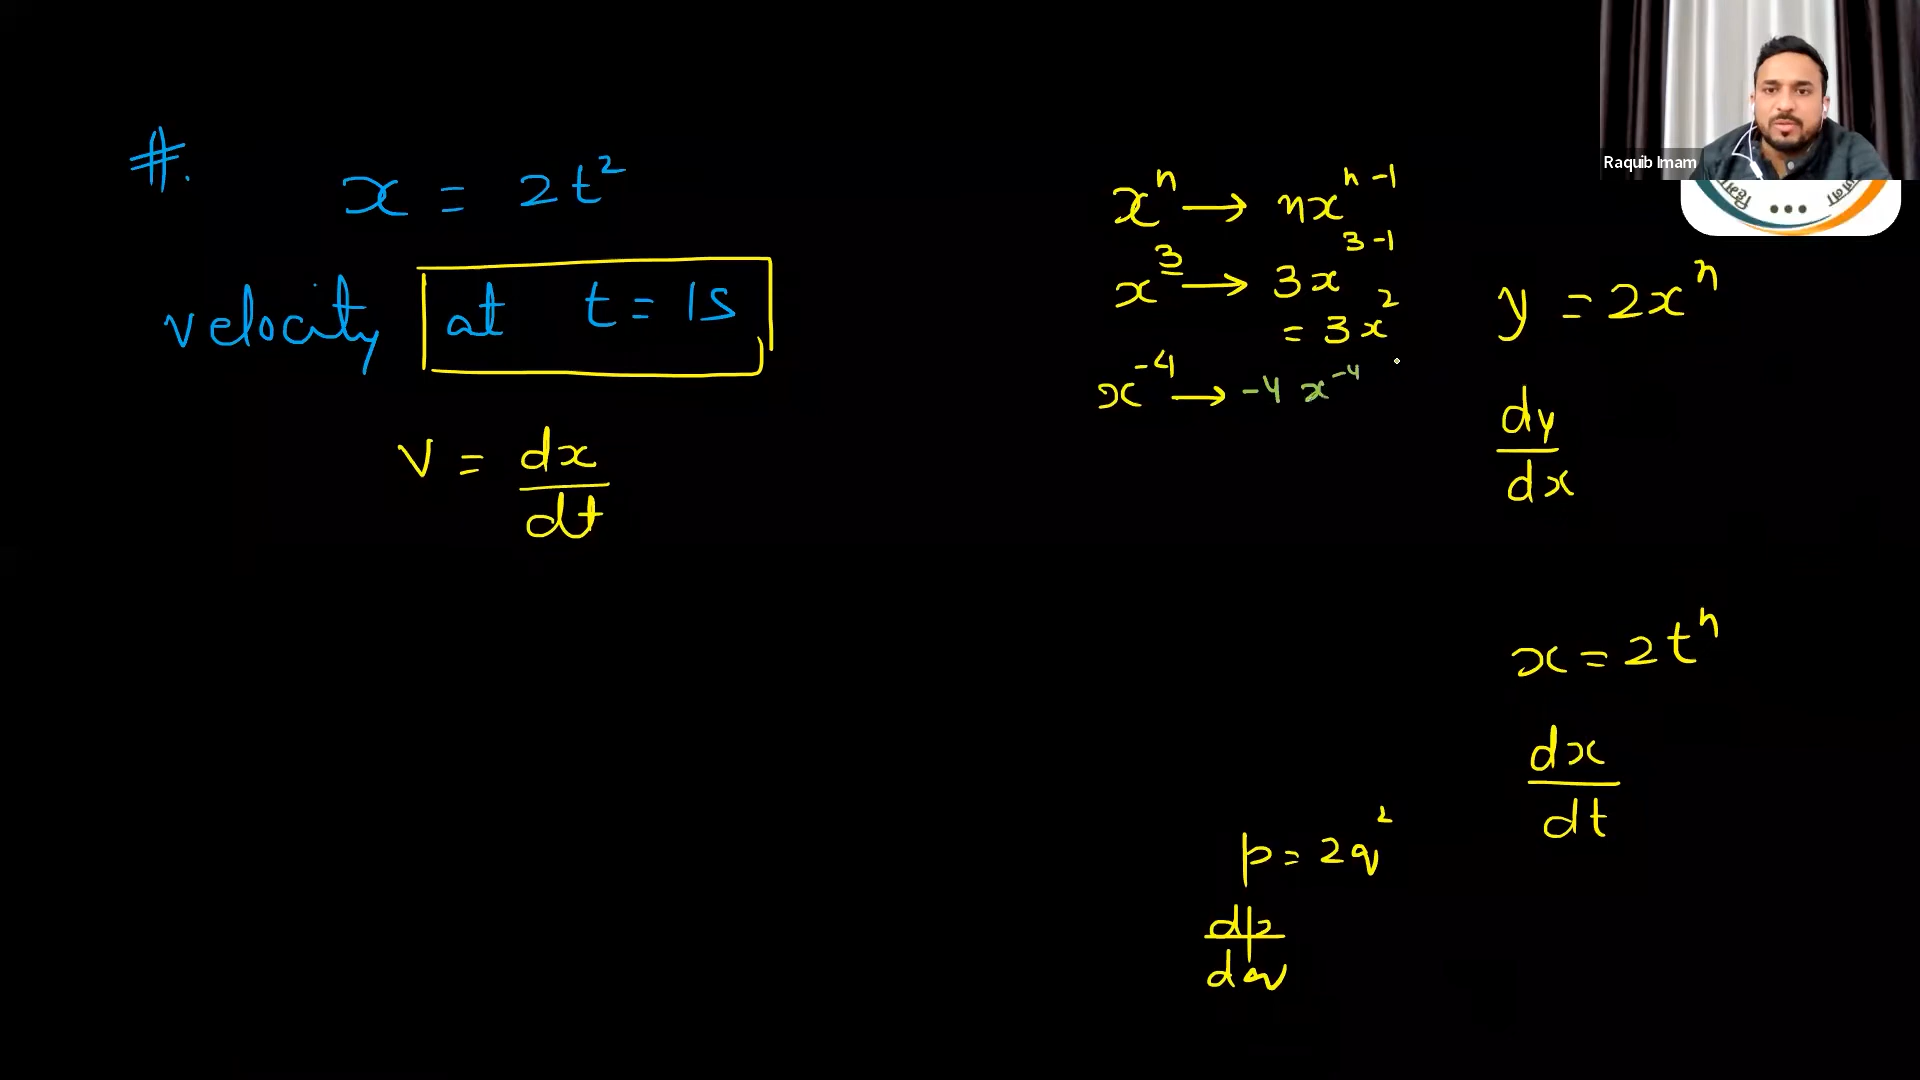 #.
x = 2t²
velocity at t = 1s
v = dx/dt
xⁿ → nxⁿ⁻¹
x³ → 3x³⁻¹
= 3x²
x⁻⁴ → -4 x⁻⁴
y = 2xⁿ
dy/dx
x = 2tⁿ
dx/dt
p = 2q²
dp/dq
Raquib Imam